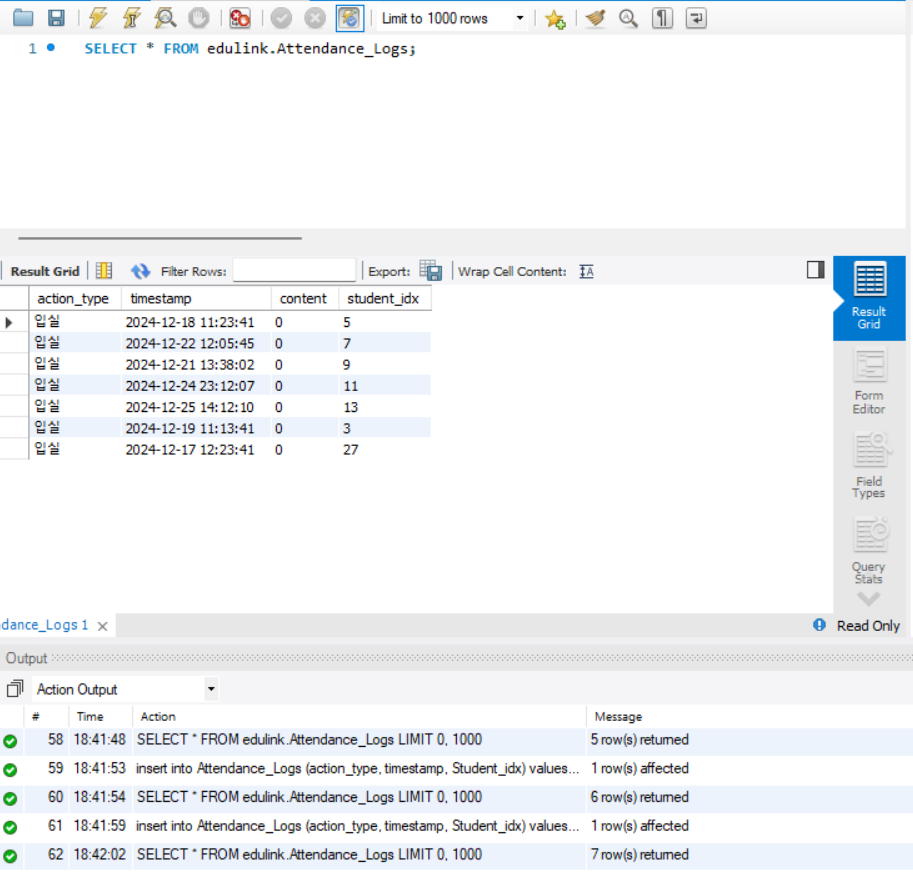 Limit to 1000 rows
1 SELECT * FROM edulink.Attendance_Logs;
Result Grid Filter Rows: Export: Wrap Cell Content: IA
action_type timestamp content student_idx
입실 2024-12-18 11:23:41 0 5
입실 2024-12-22 12:05:45 0 7
입실 2024-12-21 13:38:02 0 9
입실 2024-12-24 23:12:07 0 11
입실 2024-12-25 14:12:10 0 13
입실 2024-12-19 11:13:41 0 3
입실 2024-12-17 12:23:41 0 27
Result
Grid
Form
Editor
Field
Types
Query
Stats
dance_Logs 1 Read Only
Output
Action Output
# Time Action Message
58 18:41:48 SELECT * FROM edulink.Attendance_Logs LIMIT 0, 1000 5 row(s) returned
59 18:41:53 insert into Attendance_Logs (action_type, timestamp, Student_idx) values... 1 row(s) affected
60 18:41:54 SELECT * FROM edulink.Attendance_Logs LIMIT 0, 1000 6 row(s) returned
61 18:41:59 insert into Attendance_Logs (action_type, timestamp, Student_idx) values... 1 row(s) affected
62 18:42:02 SELECT * FROM edulink.Attendance_Logs LIMIT 0, 1000 7 row(s) returned